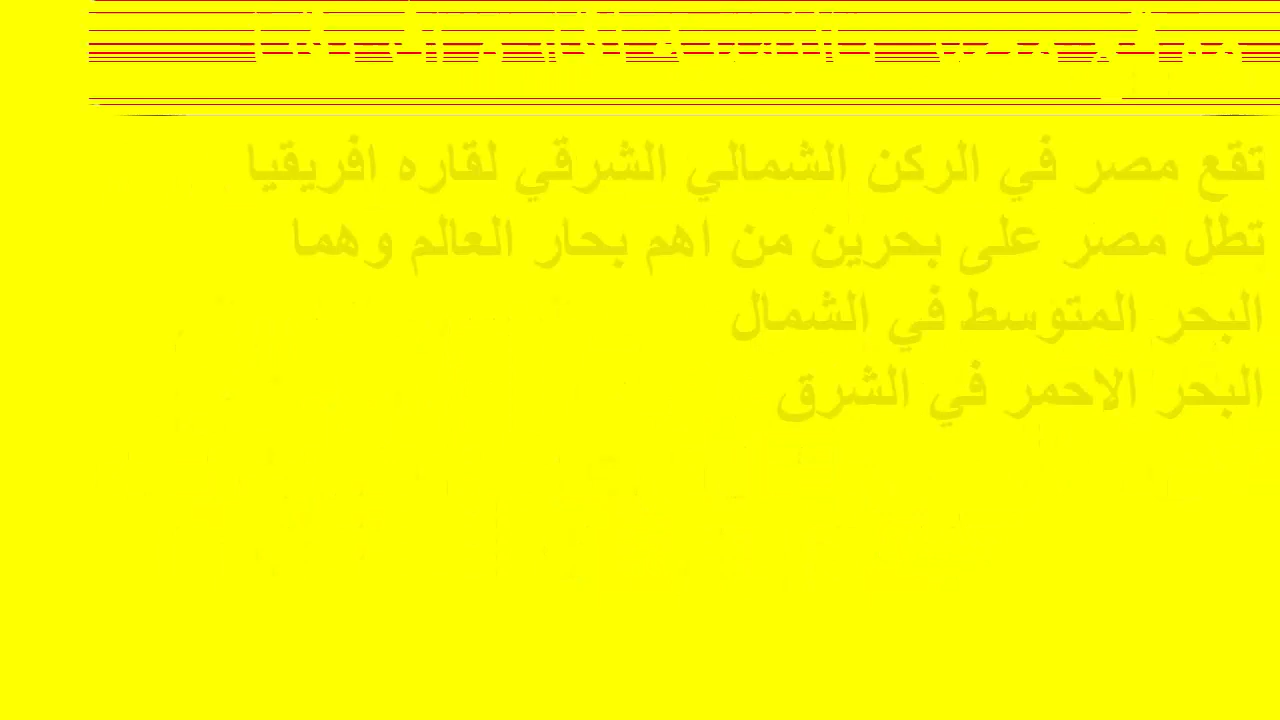 تقع مصر في الركن الشمالي الشرقي لقاره افريقيا
تطل مصر على بحرين من اهم بحار العالم وهما
البحر المتوسط في الشمال
البحر الاحمر في الشرق